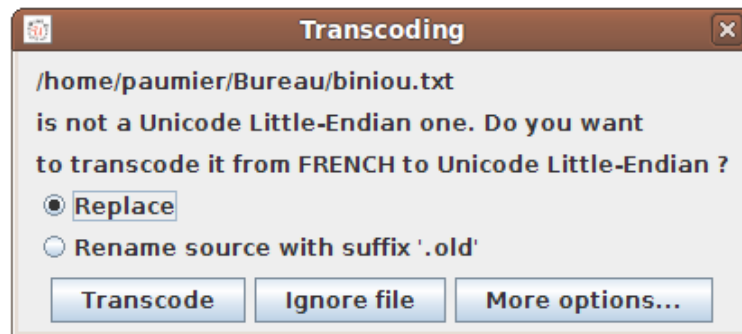 Transcoding
/home/paumier/Bureau/biniou.txt
is not a Unicode Little-Endian one. Do you want
to transcode it from FRENCH to Unicode Little-Endian ?
Replace
Rename source with suffix '.old'
Transcode Ignore file More options...